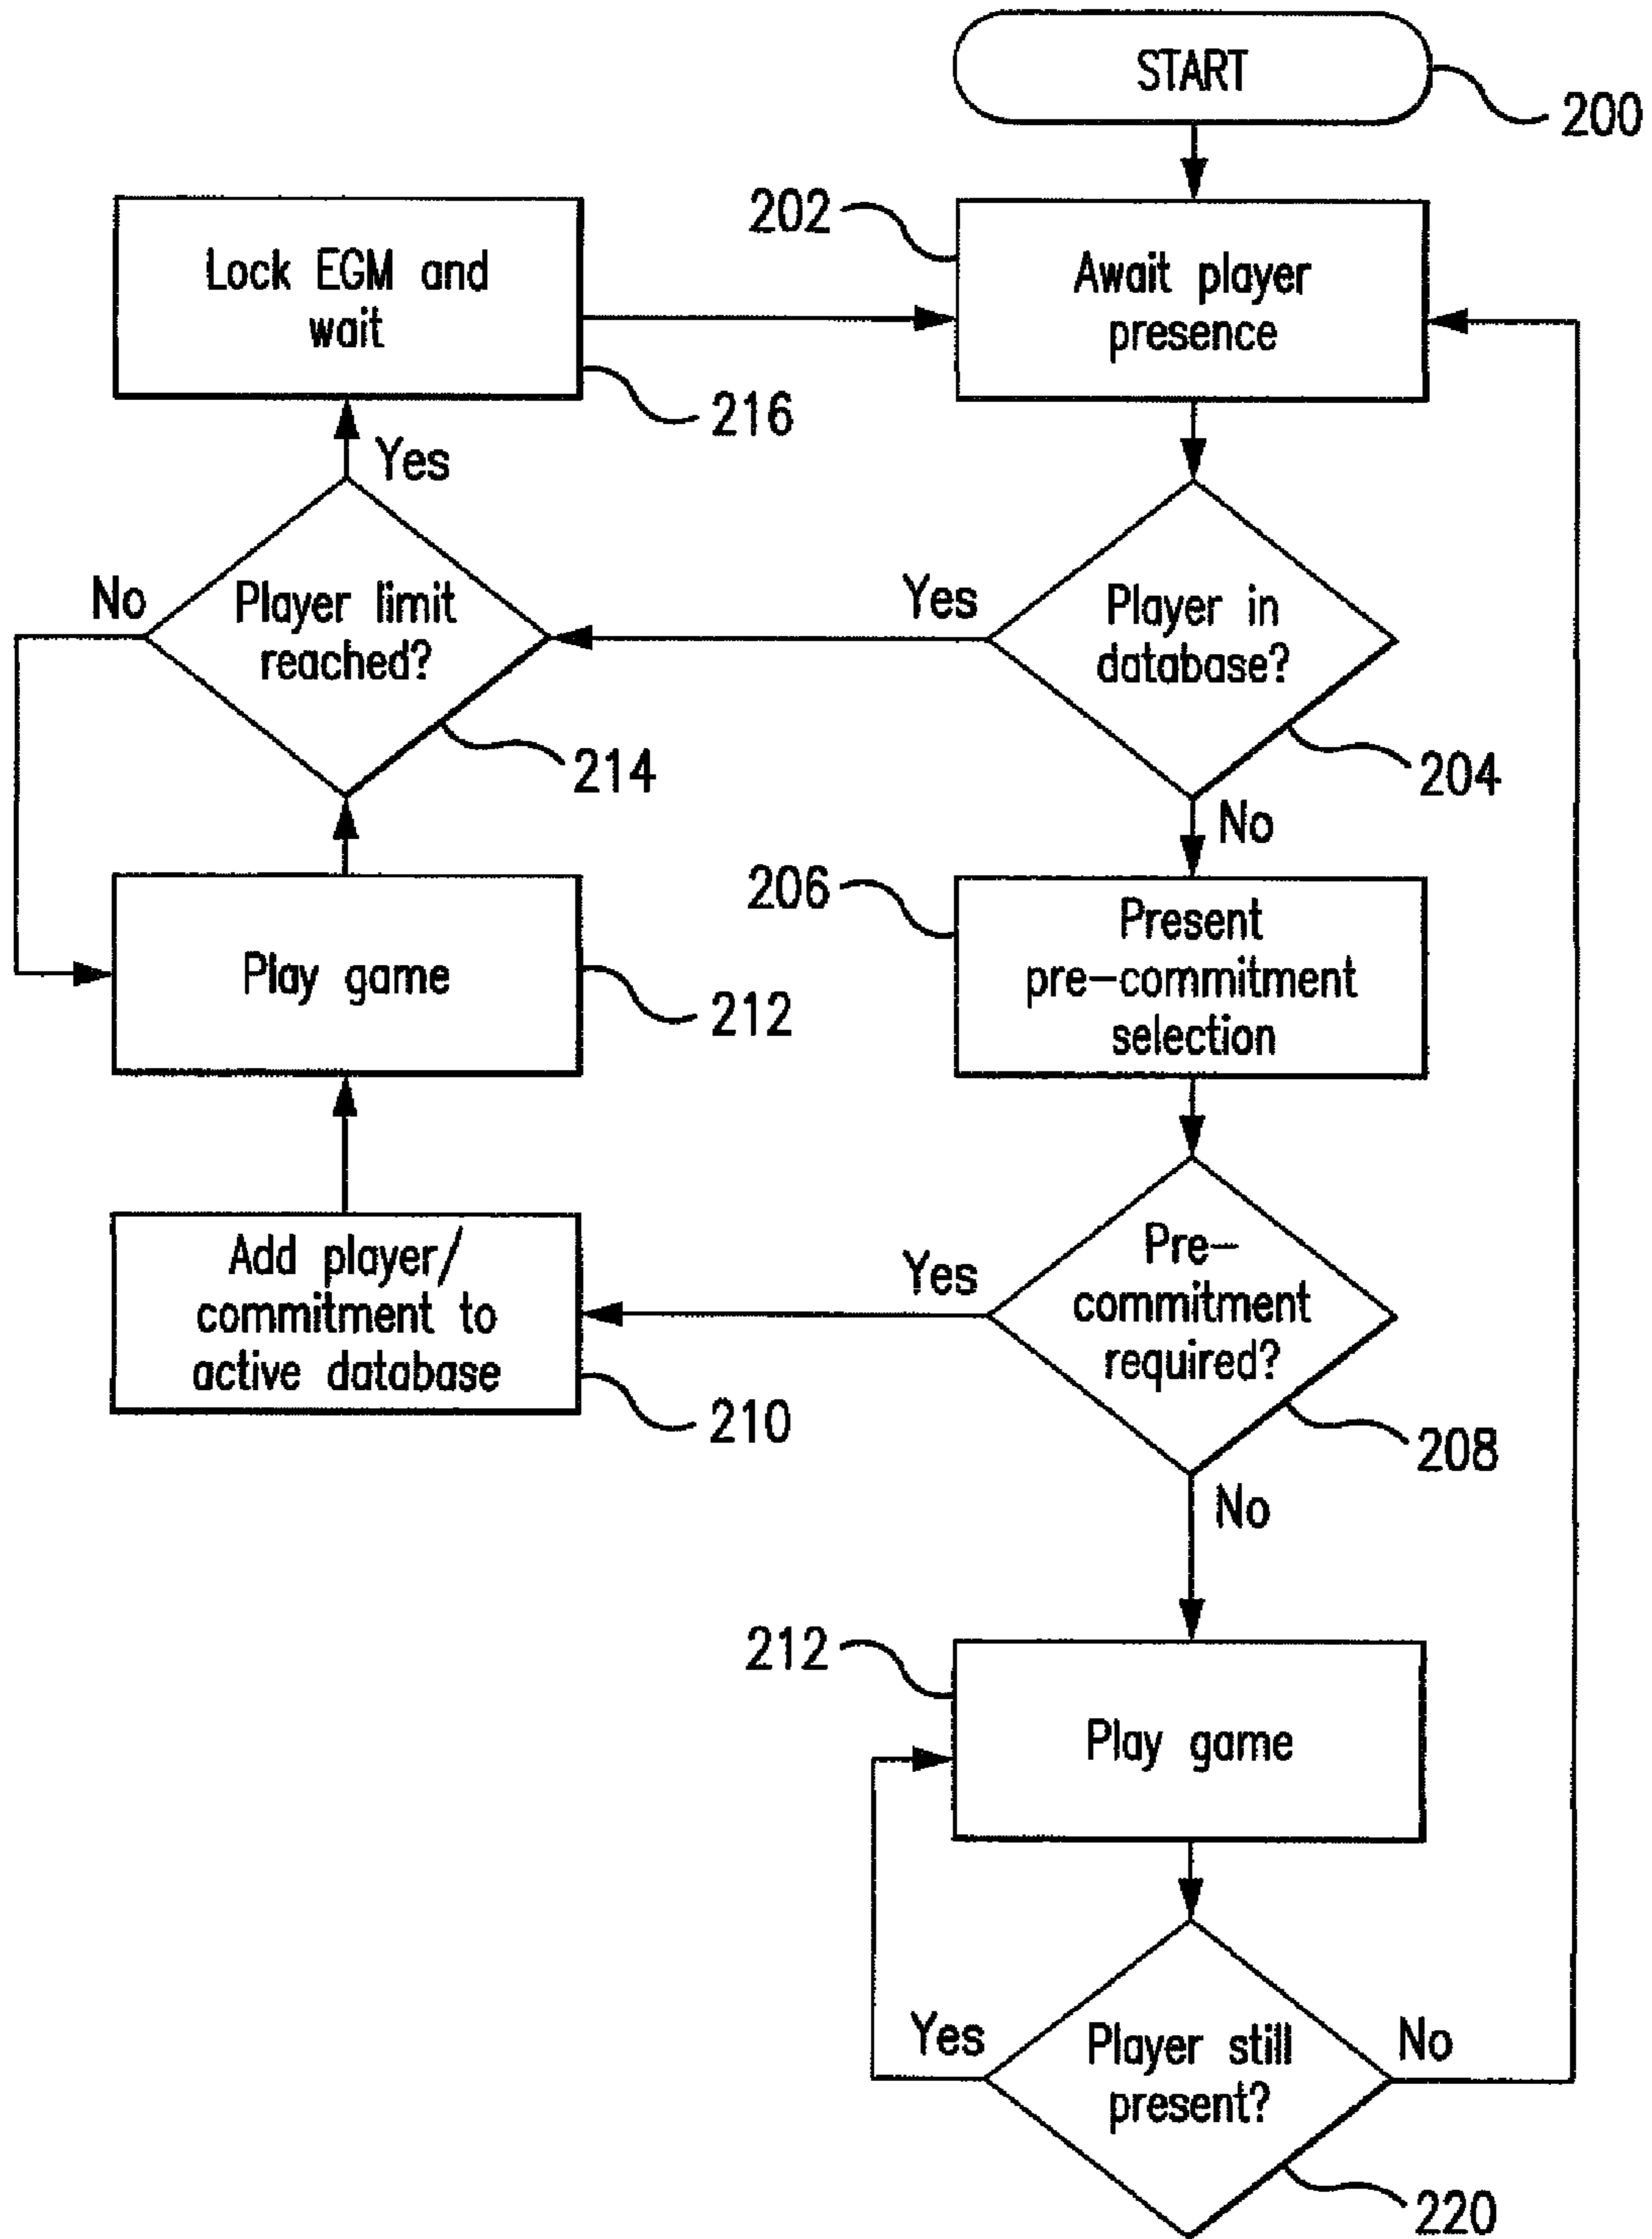 START
200
202
Await player
presence
Lock EGM and
wait
216
Yes
No
Player limit
reached?
214
Yes
Player in
database?
204
No
206
Present
pre-commitment
selection
Play game
212
Add player/
commitment to
active database
210
Yes
Pre-
commitment
required?
208
No
212
Play game
Yes
Player still
present?
No
220